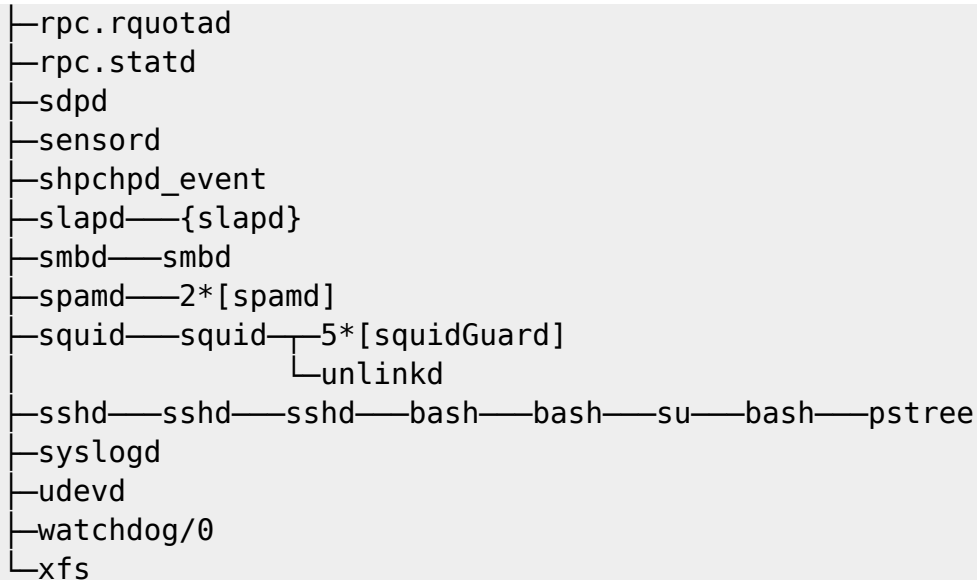 ├─rpc.rquotad
├─rpc.statd
├─sdpd
├─sensord
├─shpchpd_event
├─slapd───{slapd}
├─smbd───smbd
├─spamd───2*[spamd]
├─squid───squid─┬─5*[squidGuard]
│               └─unlinkd
├─sshd───sshd───sshd───bash───bash───su───bash───pstree
├─syslogd
├─udevd
├─watchdog/0
└─xfs